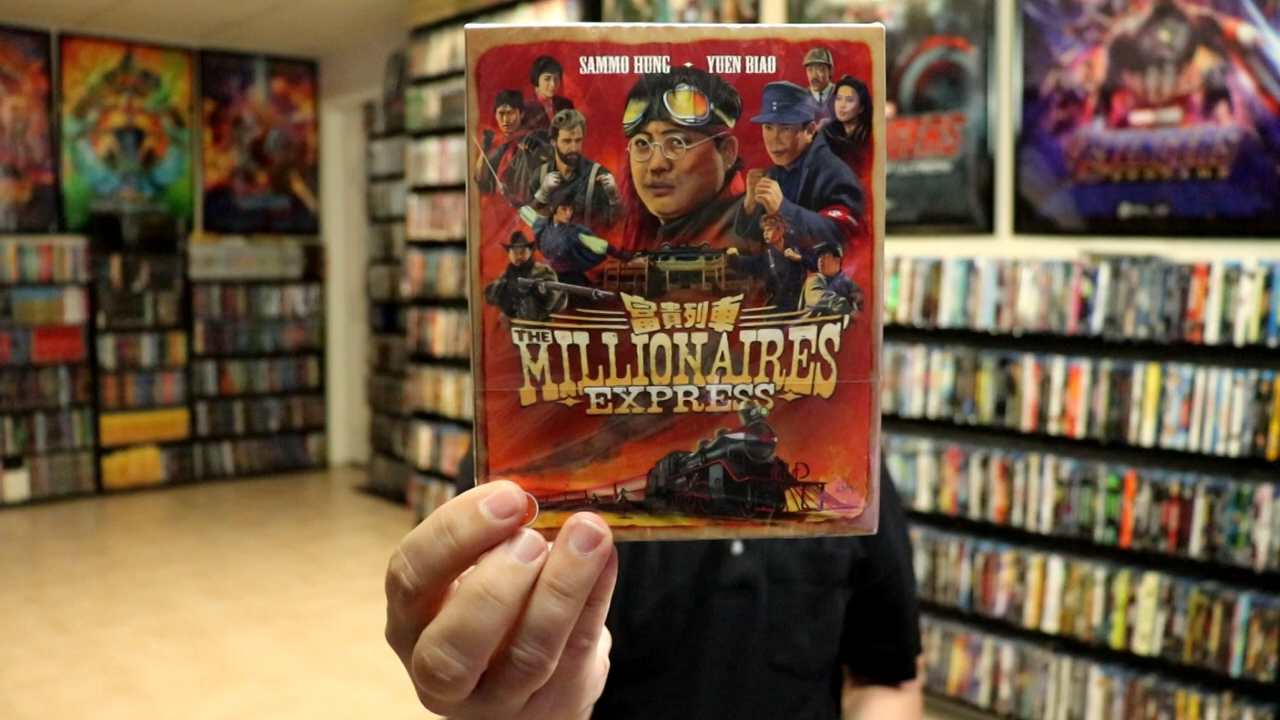 SAMMO HUNG ✦ YUEN BIAO
富貴列車
THE
MILLIONAIRES'
EXPRESS